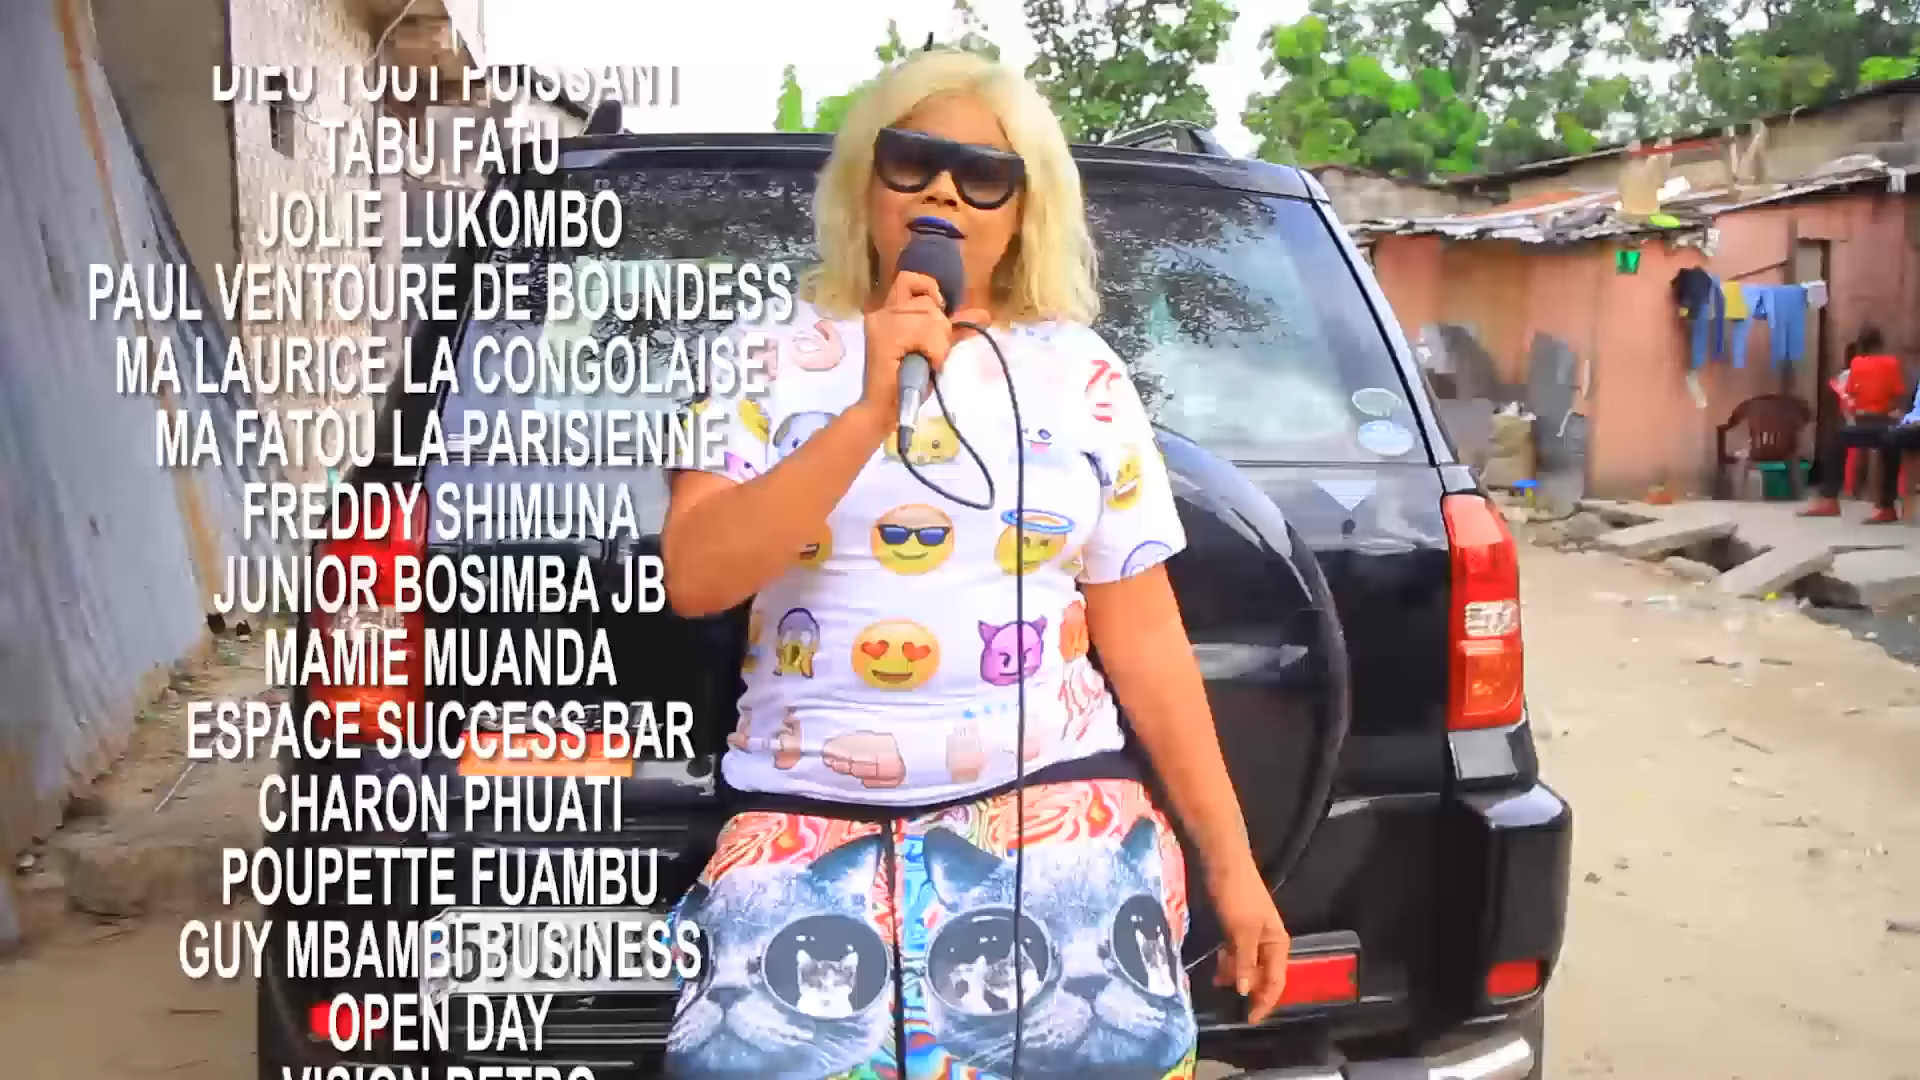 DIEU TOUT PUISSANT
TABU FATU
JOLIE LUKOMBO
PAUL VENTOURE DE BOUNDESS
MA LAURICE LA CONGOLAISE
MA FATOU LA PARISIENNE
FREDDY SHIMUNA
JUNIOR BOSIMBA JB
MAMIE MUANDA
ESPACE SUCCESS BAR
CHARON PHUATI
POUPETTE FUAMBU
GUY MBAMBI BUSINESS
OPEN DAY
VISION RETRO